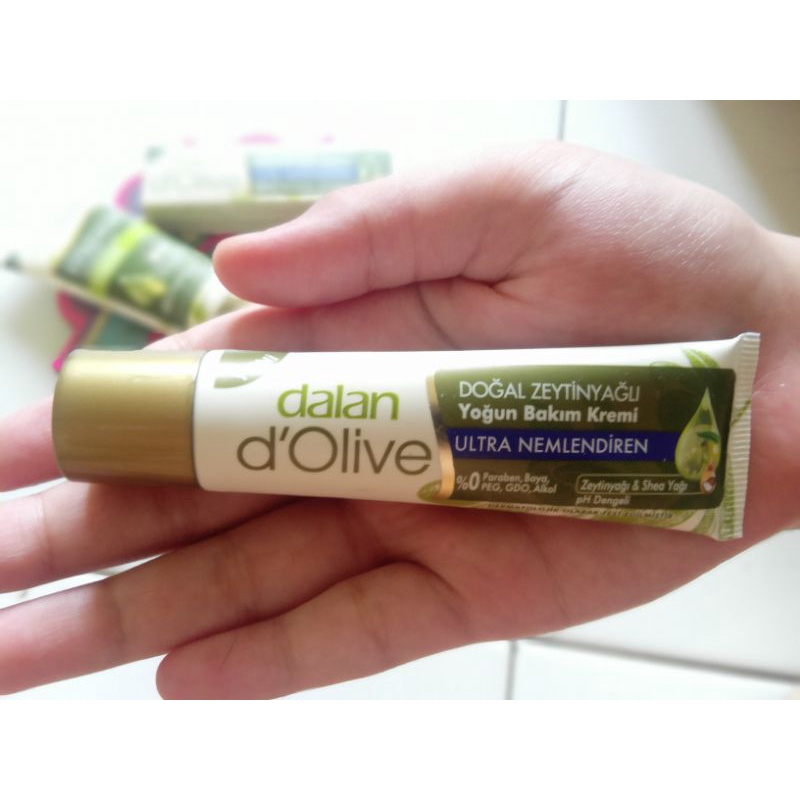 d'Olive
dalan
d'Olive
DOĞAL ZEYTİNYAĞLI
Yoğun Bakım Kremi
ULTRA NEMLENDİREN
%0 Paraben, Boya,
PEG, GDO, Alkol
Zeytinyağı & Shea Yağı
pH Dengeli